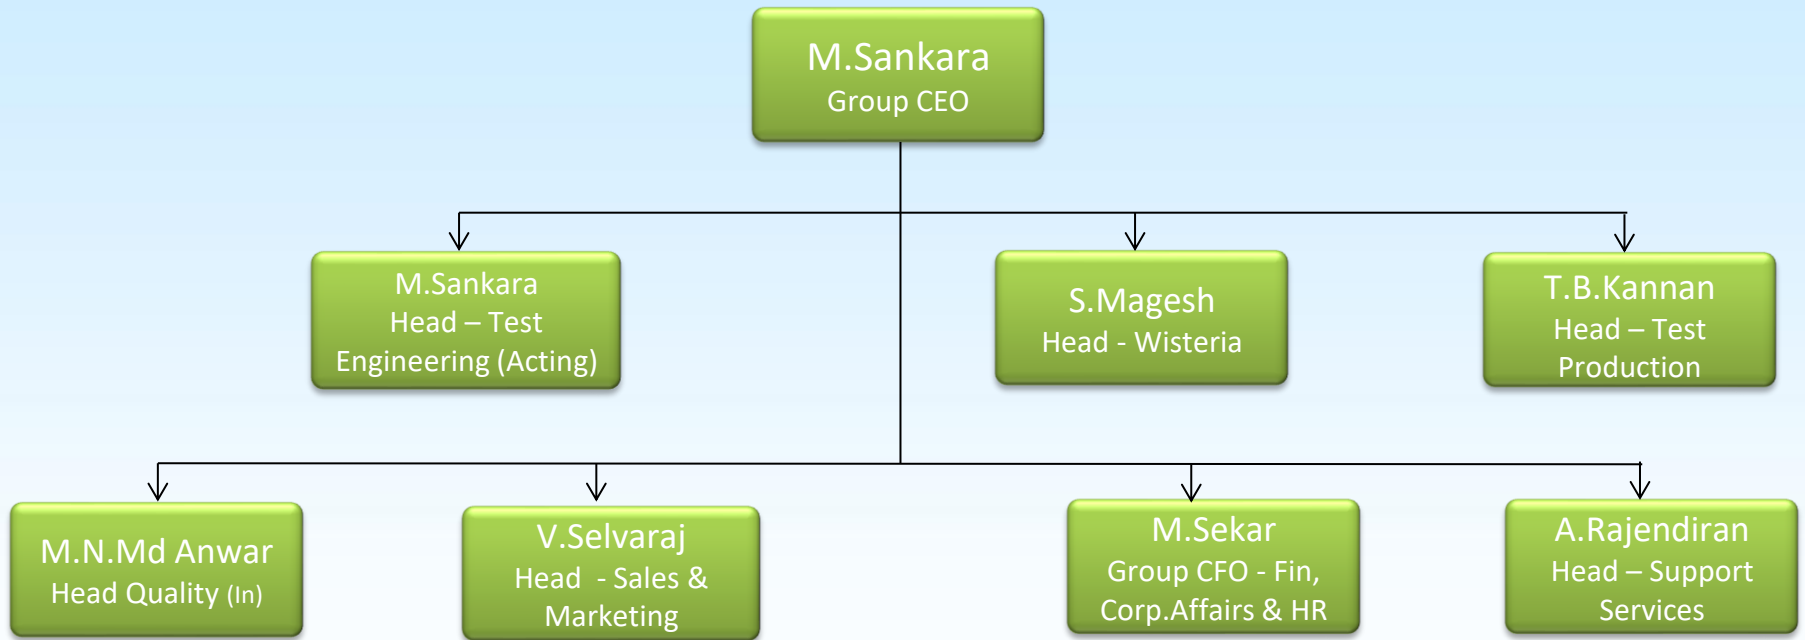 M.Sankara
Group CEO
M.Sankara
Head – Test
Engineering (Acting)
S.Magesh
Head - Wisteria
T.B.Kannan
Head – Test
Production
M.N.Md Anwar
Head Quality (In)
V.Selvaraj
Head  - Sales &
Marketing
M.Sekar
Group CFO - Fin,
Corp.Affairs & HR
A.Rajendiran
Head – Support
Services